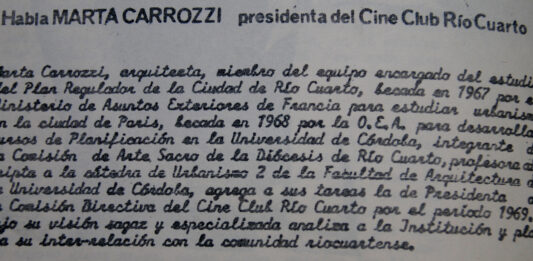 Habla MARTA CARROZZI presidenta del Cine Club Río Cuarto
arta Carrozzi, arquitecta, miembro del equipo encargado del estudi
el Plan Regulador de la Ciudad de Río Cuarto, becada en 1967 por e
inisterio de Asuntos Exteriores de Francia para estudiar urbanism
n la ciudad de Paris, becada en 1968 por la O.E.A. para desarrolla
ursos de Planificación en la Universidad de Córdoba, integrante d
a Comisión de Arte Sacro de la Diócesis de Río Cuarto, profesora a
ripta a la cátedra de Urbanismo 2 de la Facultad de Arquitectura d
a Universidad de Córdoba, agrega a sus tareas la de Presidenta d
a Comisión Directiva del Cine Club Río Cuarto por el período 1969.
ajo su visión sagaz y especializada analiza a la Institución y pla
a su inter-relación con la comunidad riocuartense.